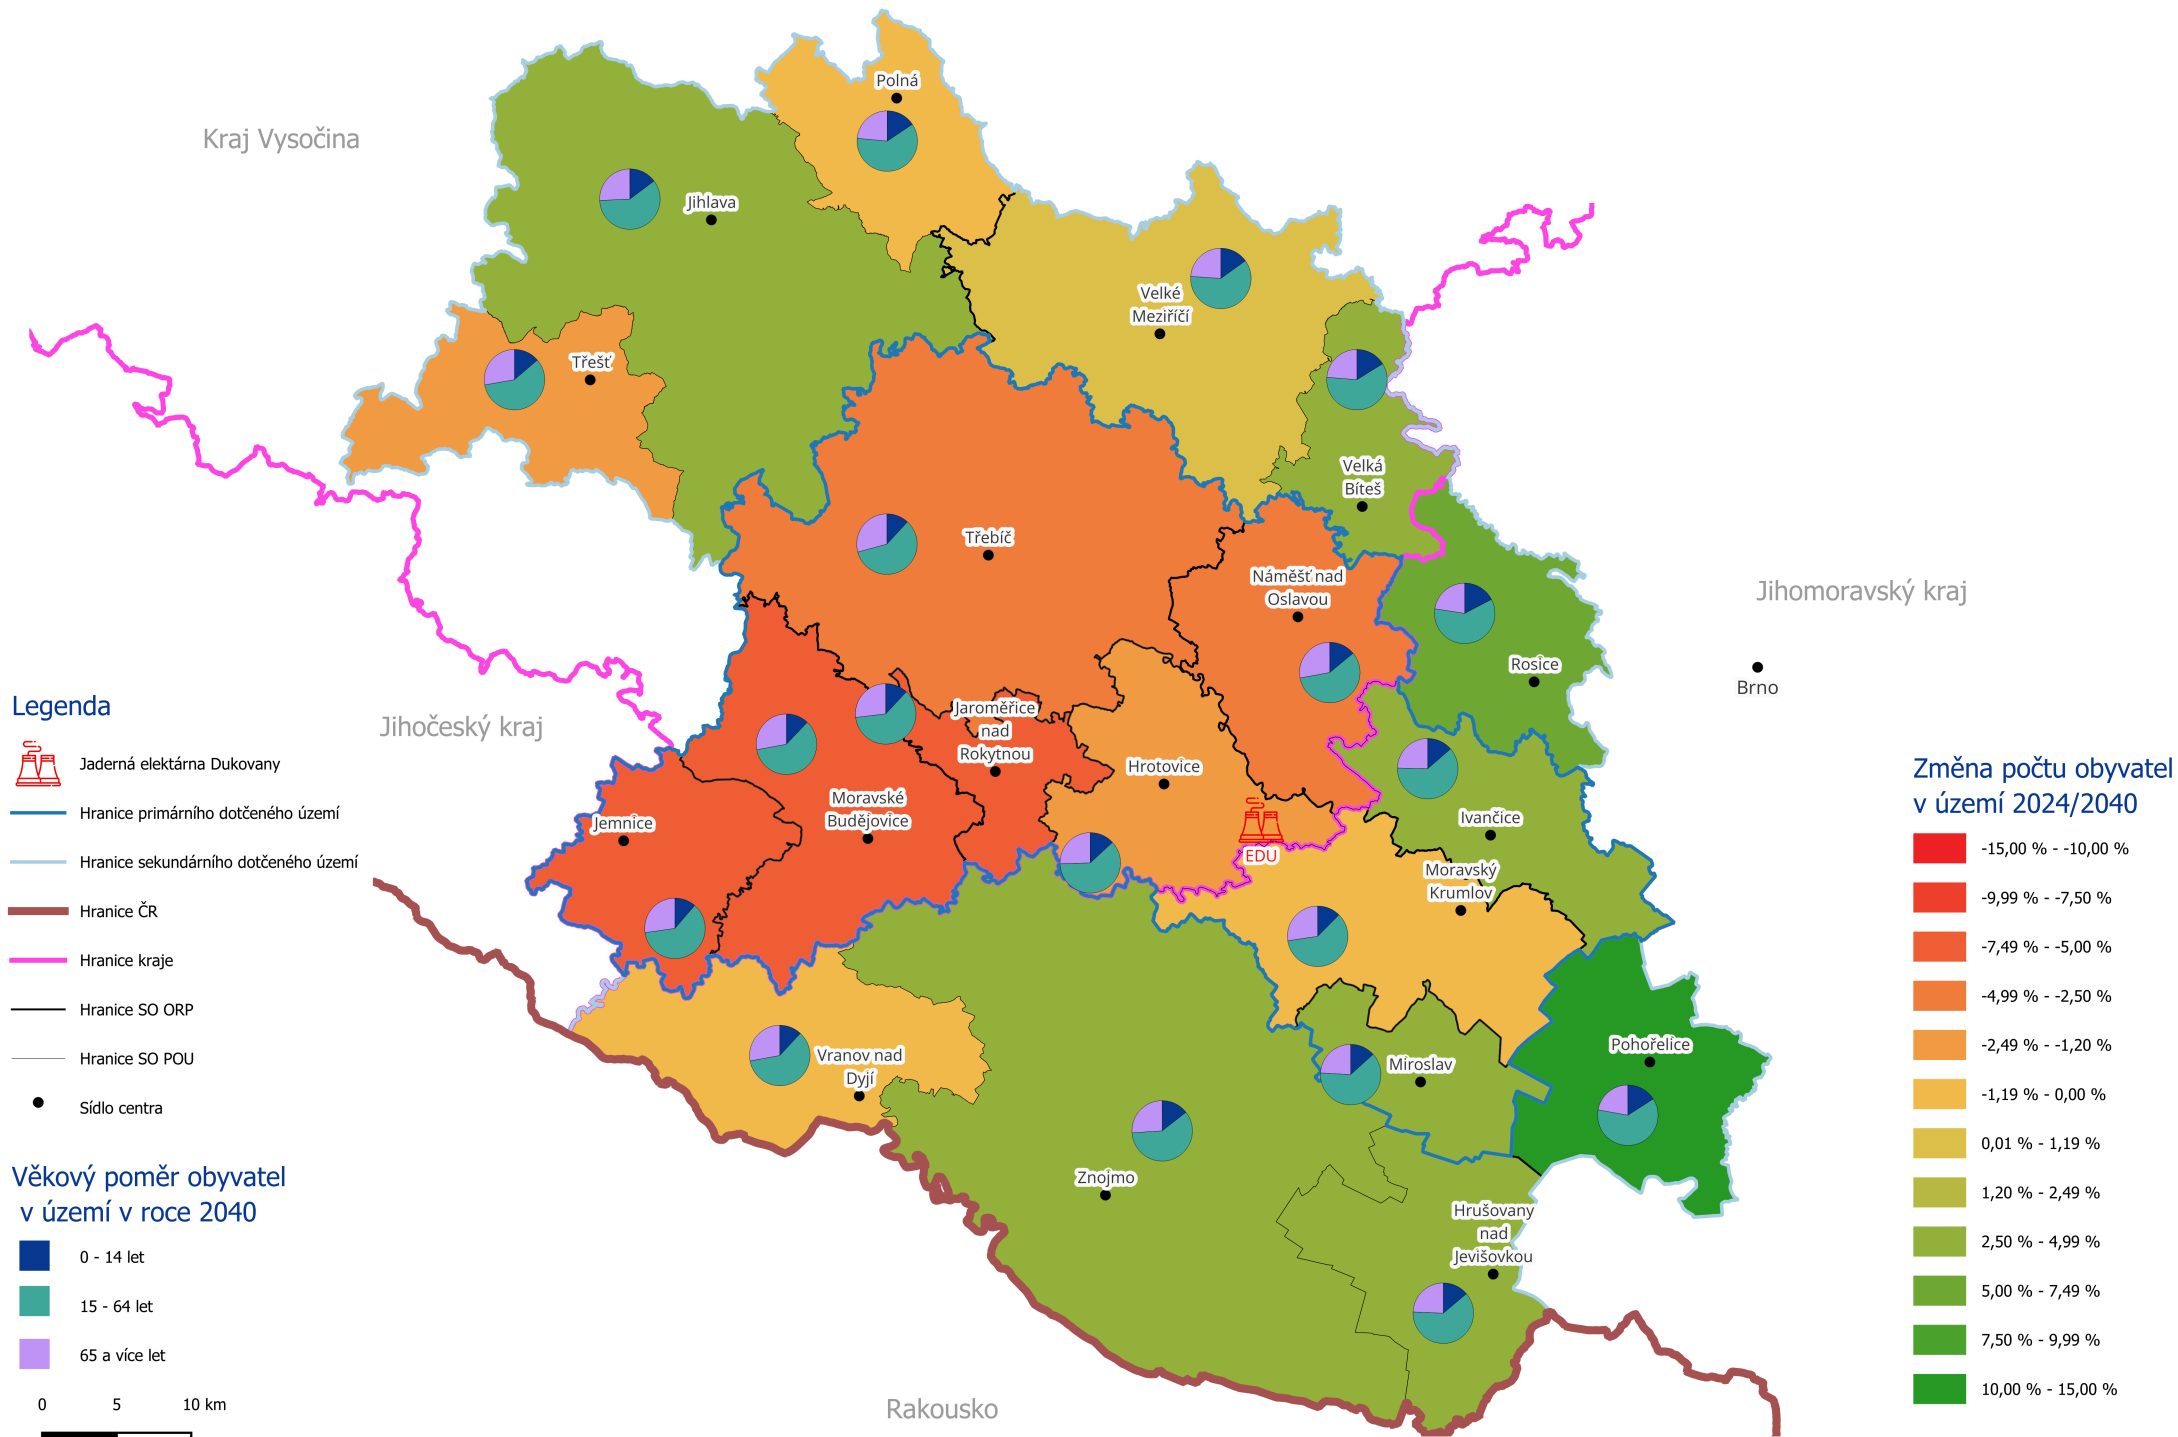 Kraj Vysočina
Polná
Jihlava
Velké
Meziříčí
Třešť
Velká
Bíteš
Třebíč
Náměšť nad
Oslavou
Jihomoravský kraj
Rosice
Brno
Jihočeský kraj
Jaroměřice
nad
Rokytnou
Hrotovice
Moravské
Budějovice
Jemnice
EDU
Ivančice
Moravský
Krumlov
Vranov nad
Dyjí
Miroslav
Pohořelice
Znojmo
Hrušovany
nad
Jevišovkou
Rakousko
Legenda
Jaderná elektárna Dukovany
Hranice primárního dotčeného území
Hranice sekundárního dotčeného území
Hranice ČR
Hranice kraje
Hranice SO ORP
Hranice SO POU
Sídlo centra
Věkový poměr obyvatel
v území v roce 2040
0 - 14 let
15 - 64 let
65 a více let
0 5 10 km
Změna počtu obyvatel
v území 2024/2040
-15,00 % - -10,00 %
-9,99 % - -7,50 %
-7,49 % - -5,00 %
-4,99 % - -2,50 %
-2,49 % - -1,20 %
-1,19 % - 0,00 %
0,01 % - 1,19 %
1,20 % - 2,49 %
2,50 % - 4,99 %
5,00 % - 7,49 %
7,50 % - 9,99 %
10,00 % - 15,00 %